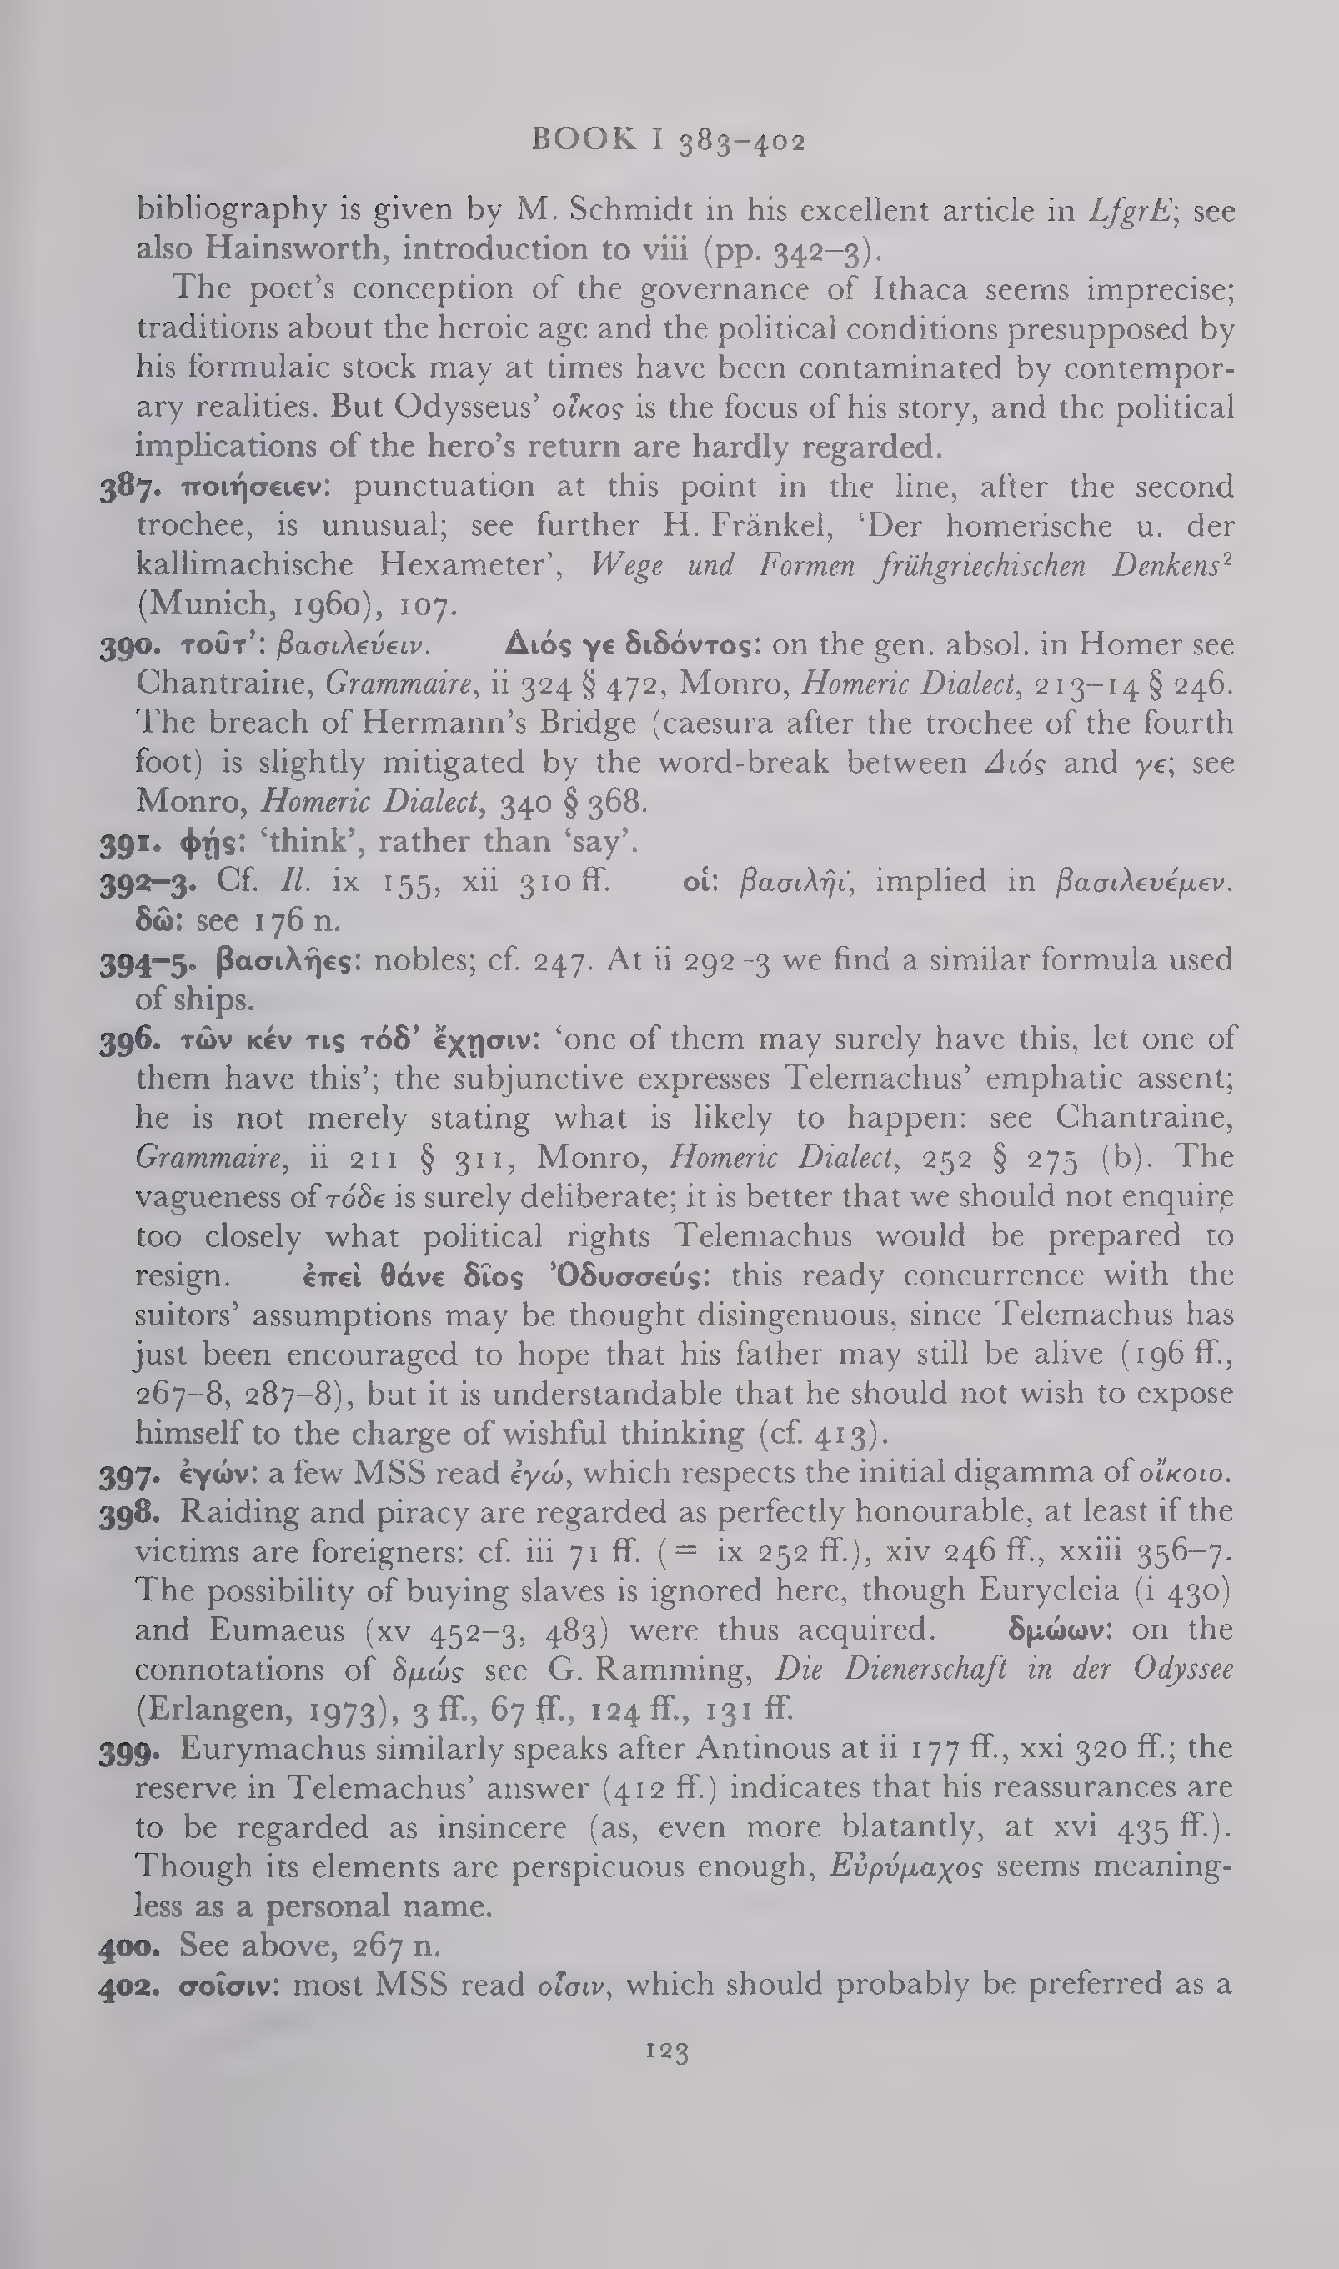 BOOK I 383–402
bibliography is given by M. Schmidt in his excellent article in LfgrE; see
also Hainsworth, introduction to viii (pp. 342–3).
The poet's conception of the governance of Ithaca seems imprecise;
traditions about the heroic age and the political conditions presupposed by
his formulaic stock may at times have been contaminated by contempor-
ary realities. But Odysseus' οἶκος is the focus of his story, and the political
implications of the hero's return are hardly regarded.
387. ποιήσειεν: punctuation at this point in the line, after the second
trochee, is unusual; see further H. Fränkel, 'Der homerische u. der
kallimachische Hexameter', Wege und Formen frühgriechischen Denkens²
(Munich, 1960), 107.
390. τοῦτ': βασιλεύειν. Διός γε διδόντος: on the gen. absol. in Homer see
Chantraine, Grammaire, ii 324 § 472, Monro, Homeric Dialect, 213–14 § 246.
The breach of Hermann's Bridge (caesura after the trochee of the fourth
foot) is slightly mitigated by the word-break between Διός and γε; see
Monro, Homeric Dialect, 340 § 368.
391. φῄς: 'think', rather than 'say'.
392–3. Cf. Il. ix 155, xii 310 ff. οἱ: βασιλῆϊ, implied in βασιλευέμεν.
δῶ: see 176 n.
394–5. βασιλῆες: nobles; cf. 247. At ii 292–3 we find a similar formula used
of ships.
396. τῶν κέν τις τόδ' ἔχῃσιν: 'one of them may surely have this, let one of
them have this'; the subjunctive expresses Telemachus' emphatic assent;
he is not merely stating what is likely to happen: see Chantraine,
Grammaire, ii 211 § 311, Monro, Homeric Dialect, 252 § 275 (b). The
vagueness of τόδε is surely deliberate; it is better that we should not enquire
too closely what political rights Telemachus would be prepared to
resign. ἐπεὶ θάνε δῖος Ὀδυσσεύς: this ready concurrence with the
suitors' assumptions may be thought disingenuous, since Telemachus has
just been encouraged to hope that his father may still be alive (196 ff.,
267–8, 287–8), but it is understandable that he should not wish to expose
himself to the charge of wishful thinking (cf. 413).
397. ἐγών: a few MSS read ἐγώ, which respects the initial digamma of οἴκοιο.
398. Raiding and piracy are regarded as perfectly honourable, at least if the
victims are foreigners: cf. iii 71 ff. (= ix 252 ff.), xiv 246 ff., xxiii 356–7.
The possibility of buying slaves is ignored here, though Eurycleia (i 430)
and Eumaeus (xv 452–3, 483) were thus acquired. δμώων: on the
connotations of δμώς see G. Ramming, Die Dienerschaft in der Odyssee
(Erlangen, 1973), 3 ff., 67 ff., 124 ff., 131 ff.
399. Eurymachus similarly speaks after Antinous at ii 177 ff., xxi 320 ff.; the
reserve in Telemachus' answer (412 ff.) indicates that his reassurances are
to be regarded as insincere (as, even more blatantly, at xvi 435 ff.).
Though its elements are perspicuous enough, Εὐρύμαχος seems meaning-
less as a personal name.
400. See above, 267 n.
402. σοῖσιν: most MSS read οἷσιν, which should probably be preferred as a
123